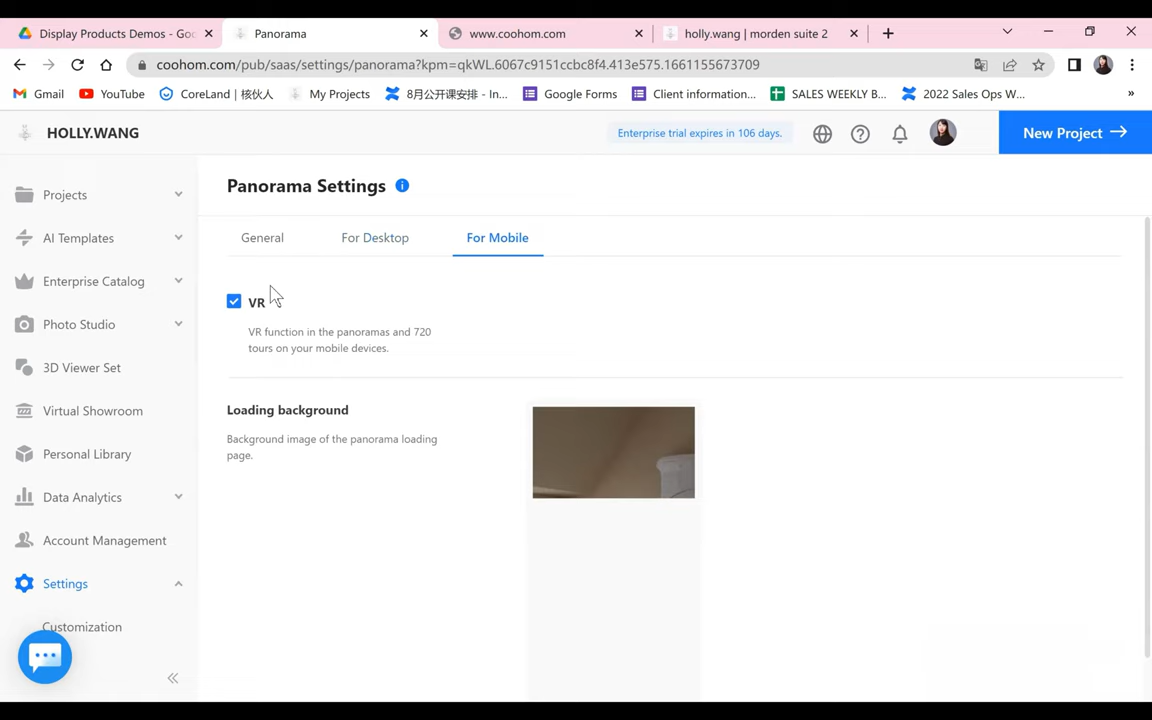 Display Products Demos - Goo
Panorama
www.coohom.com
holly.wang | morden suite 2
coohom.com/pub/saas/settings/panorama?kpm=qkWL.6067c9151ccbc8f4.413e575.1661155673709
Gmail
YouTube
CoreLand | 核伙人
My Projects
8月公开课安排 - In...
Google Forms
Client information...
SALES WEEKLY B...
2022 Sales Ops W...
»
HOLLY.WANG
Enterprise trial expires in 106 days.
New Project
Projects
AI Templates
Enterprise Catalog
Photo Studio
3D Viewer Set
Virtual Showroom
Personal Library
Data Analytics
Account Management
Settings
Customization
Panorama Settings
General
For Desktop
For Mobile
VR
VR function in the panoramas and 720
tours on your mobile devices.
Loading background
Background image of the panorama loading
page.